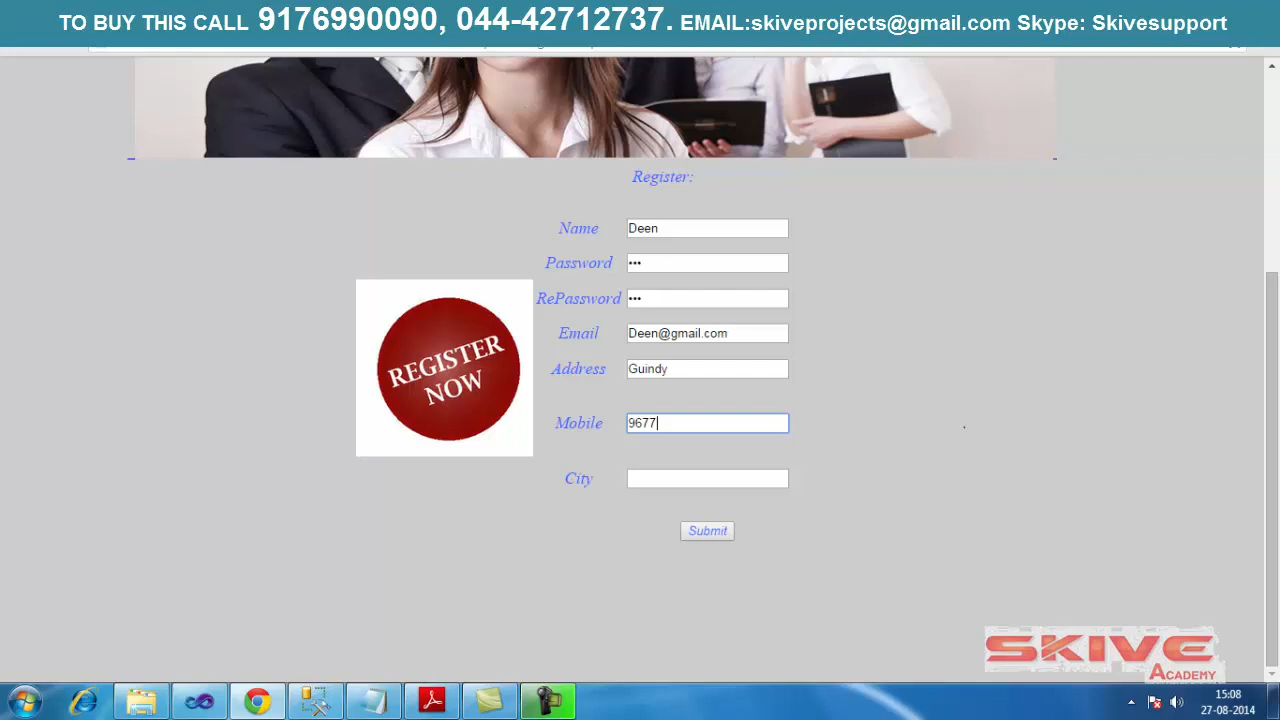 TO BUY THIS CALL 9176990090, 044-42712737. EMAIL:skiveprojects@gmail.com Skype: Skivesupport
Register:
Name Deen
Password •••
RePassword •••
Email Deen@gmail.com
Address Guindy
REGISTER
NOW
Mobile 9677
City
Submit
SKIVE
ACADEMY
15:08
27-08-2014